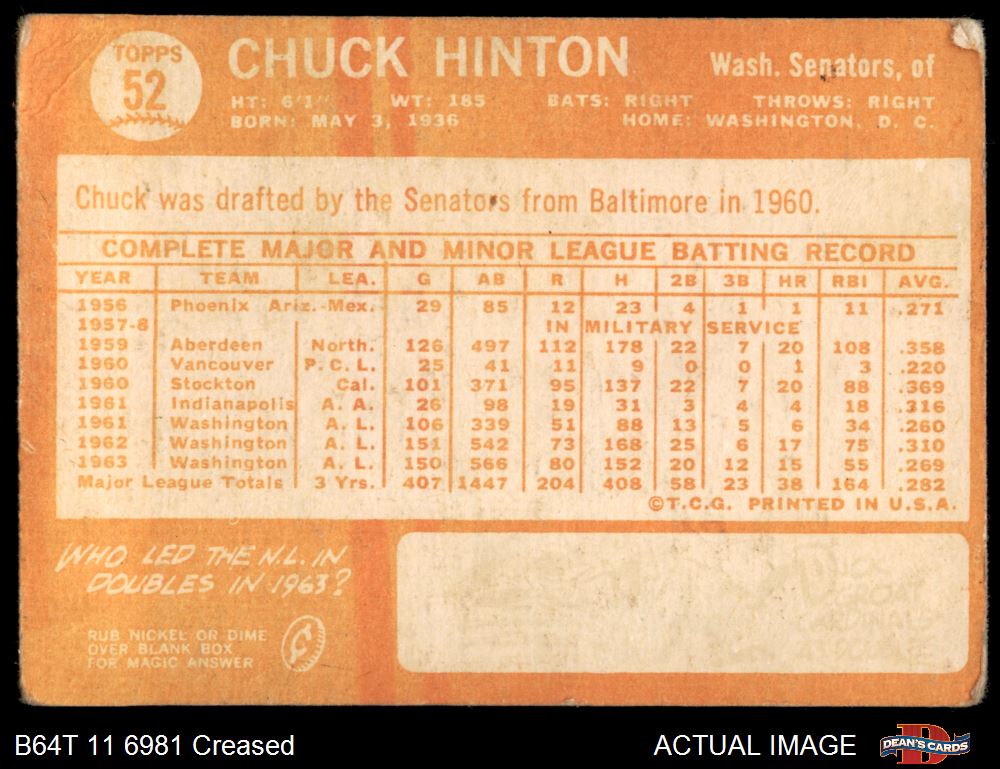 TOPPS
52
CHUCK HINTON
Wash. Senators, of
HT: 6'1" WT: 185 BATS: RIGHT THROWS: RIGHT
BORN: MAY 3, 1936 HOME: WASHINGTON, D. C.
Chuck was drafted by the Senators from Baltimore in 1960.
COMPLETE MAJOR AND MINOR LEAGUE BATTING RECORD
YEAR TEAM LEA. G AB R H 2B 3B HR RBI AVG.
1956 Phoenix Ariz.-Mex. 29 85 12 23 4 1 1 11 .271
1957-8 IN MILITARY SERVICE
1959 Aberdeen North. 126 497 112 178 22 7 20 108 .358
1960 Vancouver P. C. L. 25 41 11 9 0 0 1 3 .220
1960 Stockton Cal. 101 371 95 137 22 7 20 88 .369
1961 Indianapolis A. A. 26 98 19 31 3 4 4 18 .316
1961 Washington A. L. 106 339 51 88 13 5 6 34 .260
1962 Washington A. L. 151 542 73 168 25 6 17 75 .310
1963 Washington A. L. 150 566 80 152 20 12 15 55 .269
Major League Totals 3 Yrs. 407 1447 204 408 58 23 38 164 .282
©T.C.G. PRINTED IN U.S.A.
WHO LED THE N.L. IN
DOUBLES IN 1963?
RUB NICKEL OR DIME
OVER BLANK BOX
FOR MAGIC ANSWER
¢
CARDINALS
B64T 11 6981 Creased
ACTUAL IMAGE
DEAN'S CARDS